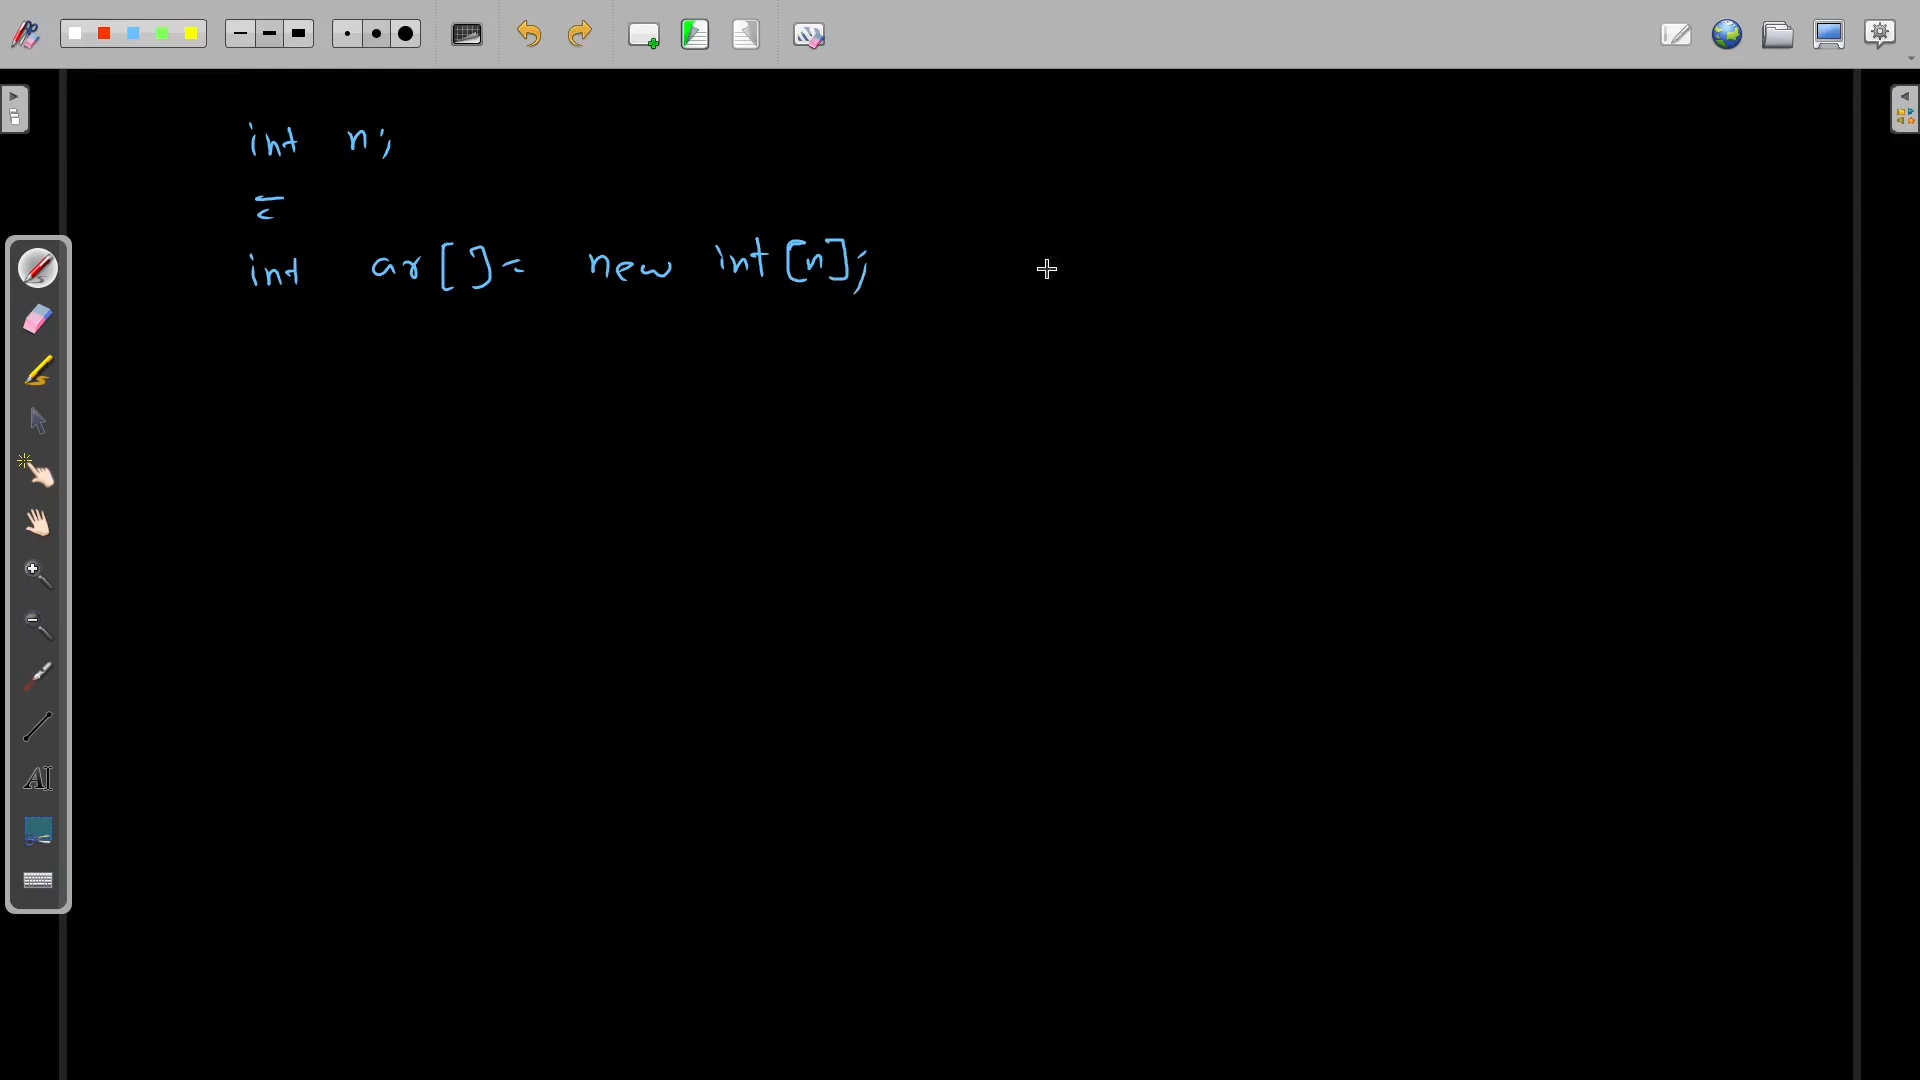 int n;
int ar[]= new int[n];